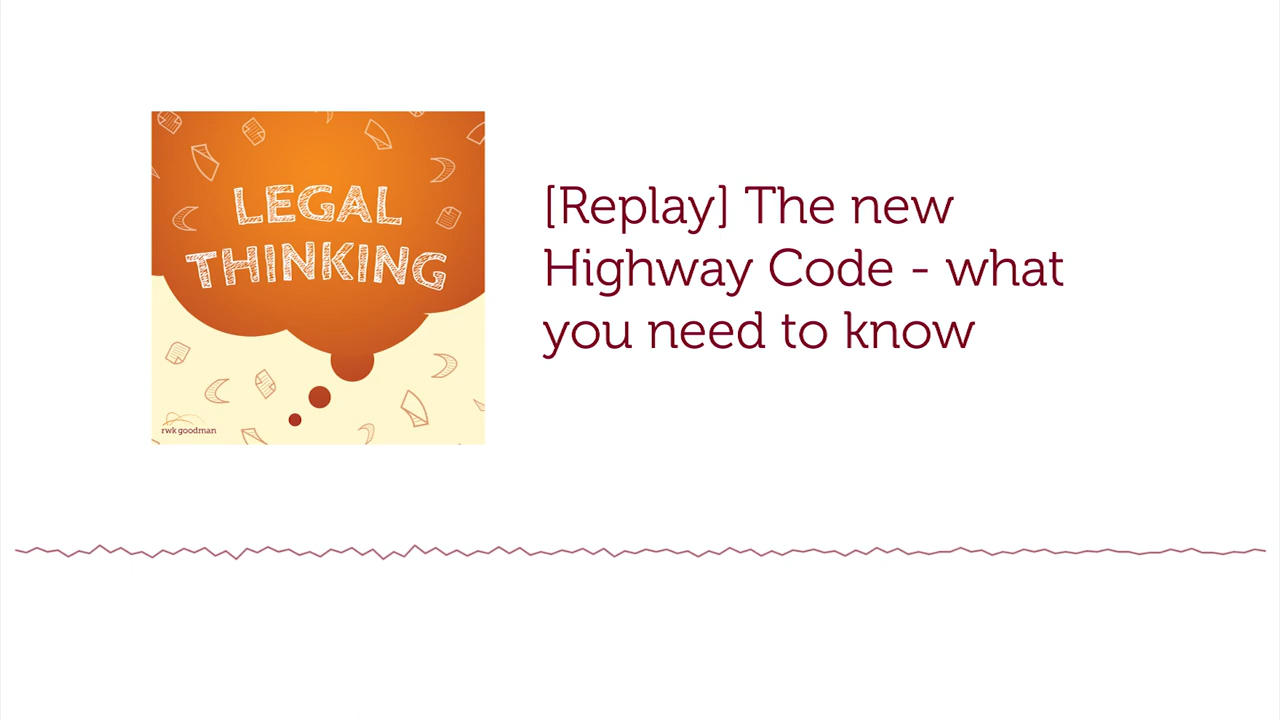 LEGAL
THINKING
rwk goodman
[Replay] The new
Highway Code - what
you need to know